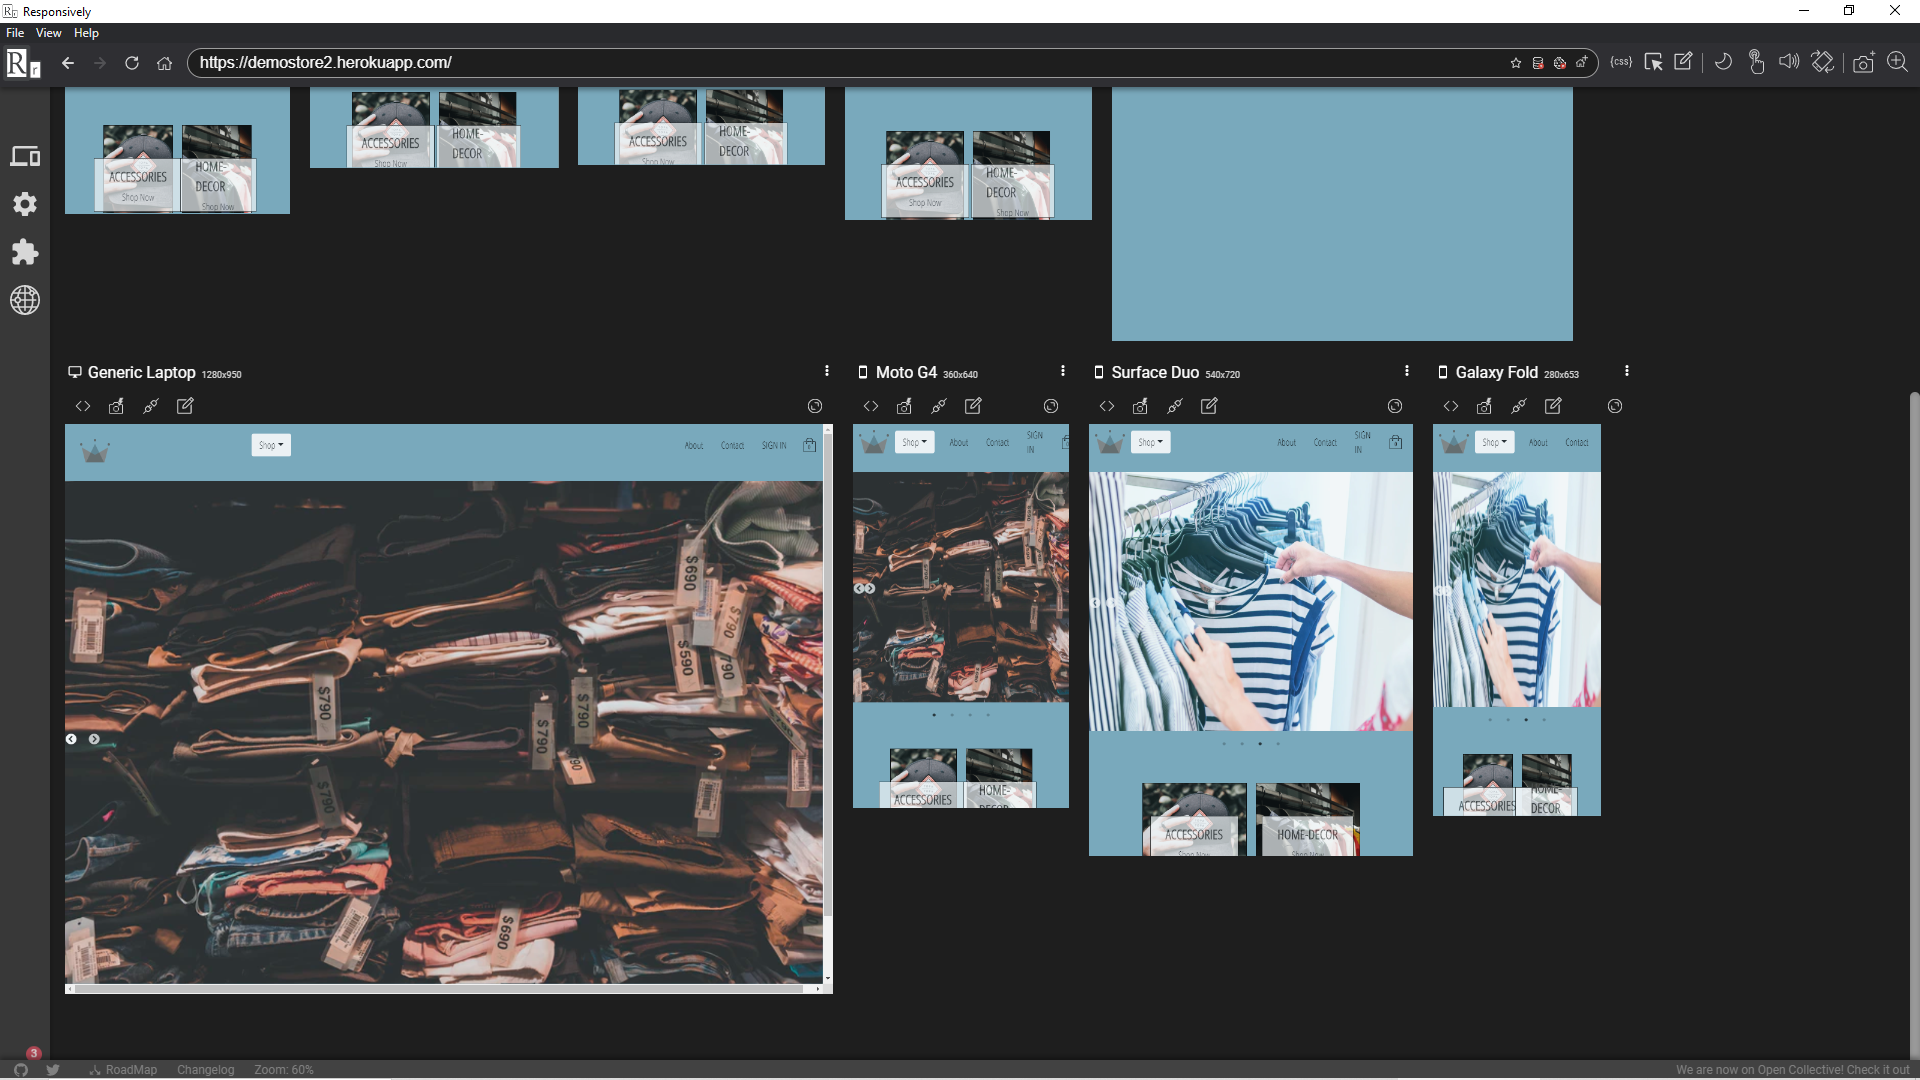 Responsively
File View Help
https://demostore2.herokuapp.com/
{css}
ACCESSORIES
Shop Now
HOME-
DECOR
Shop Now
ACCESSORIES
Shop Now
HOME-
DECOR
ACCESSORIES
Shop Now
HOME-
DECOR
ACCESSORIES
Shop Now
HOME-
DECOR
Shop Now
Generic Laptop 1280x950
Moto G4 360x640
Surface Duo 540x720
Galaxy Fold 280x653
Shop
About Contact SIGN IN
Shop
About Contact SIGN
IN
Shop
About Contact SIGN
IN
Shop
About Contact
$690
$790
$590
$790
$790
$790
$790
$790
$790
$690
ACCESSORIES
HOME-
DECOR
ACCESSORIES
Shop Now
HOME-DECOR
Shop Now
ACCESSORIES
HOME-
DECOR
3
RoadMap Changelog Zoom: 60%
We are now on Open Collective! Check it out